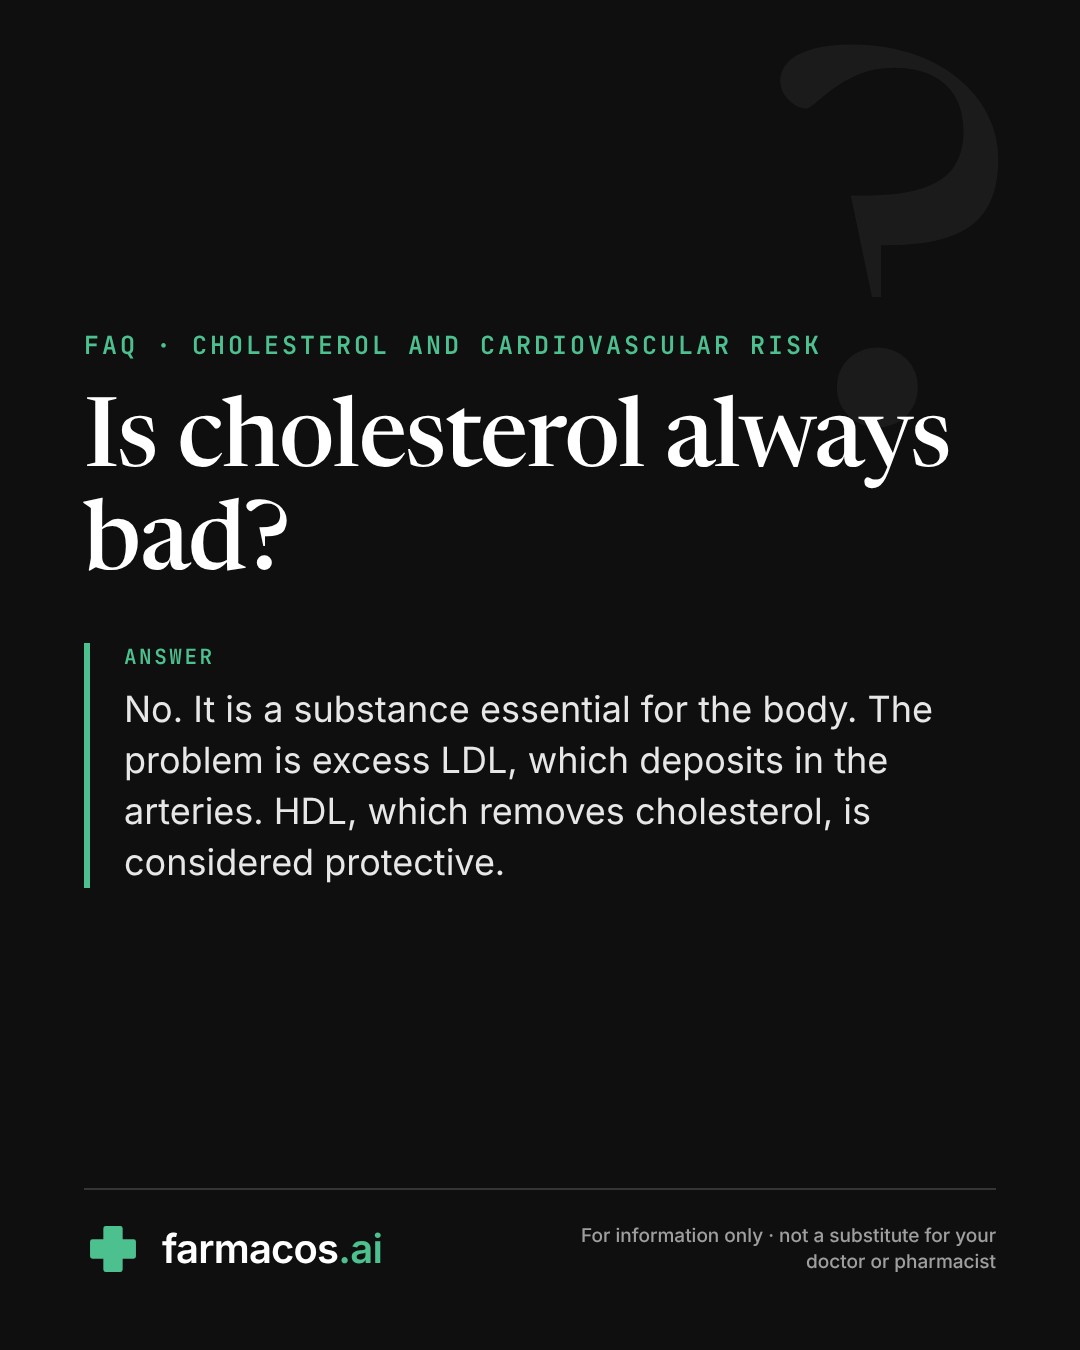 FAQ · CHOLESTEROL AND CARDIOVASCULAR RISK
Is cholesterol always
bad?
ANSWER
No. It is a substance essential for the body. The
problem is excess LDL, which deposits in the
arteries. HDL, which removes cholesterol, is
considered protective.
farmacos.ai
For information only · not a substitute for your
doctor or pharmacist